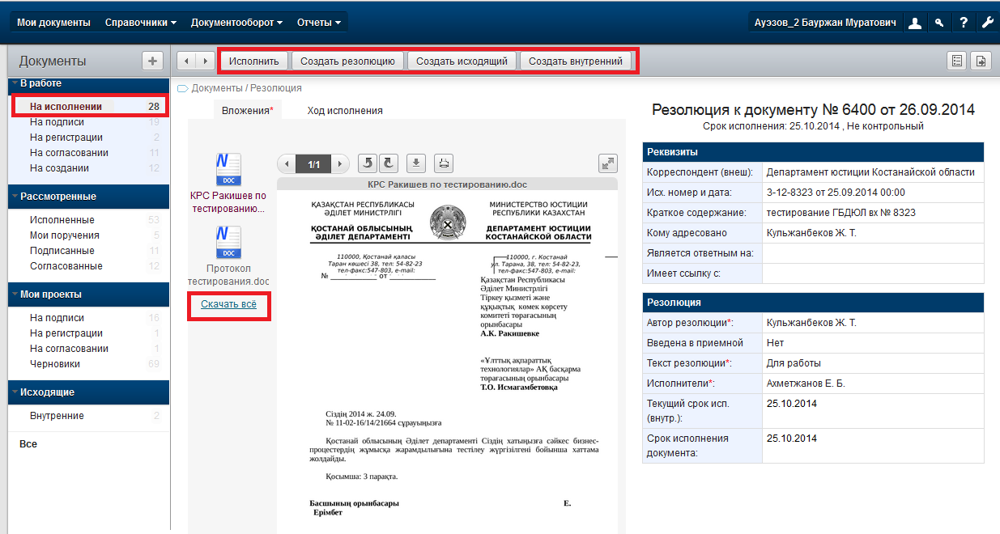 Мои документы Справочники Документооборот Отчеты Ауэзов_2 Бауржан Муратович
Документы
Исполнить Создать резолюцию Создать исходящий Создать внутренний
В работе
На исполнении 28
На подписи 19
На регистрации 2
На согласовании 11
На создании 12
Рассмотренные
Исполненные 53
Мои поручения 5
Подписанные 11
Согласованные 12
Мои проекты
На подписи 16
На регистрации 1
На согласовании 1
Черновики 69
Исходящие
Внутренние 2
Все
Документы / Резолюция
Вложения* Ход исполнения
DOC
КРС Ракишев по
тестированию...
DOC
Протокол
тестирования.doc
Скачать всё
1/1
КРС Ракишев по тестированию.doc
ҚАЗАҚСТАН РЕСПУБЛИКАСЫ
ӘДІЛЕТ МИНИСТРЛІГІ
ҚОСТАНАЙ ОБЛЫСЫНЫҢ
ӘДІЛЕТ ДЕПАРТАМЕНТІ
МИНИСТЕРСТВО ЮСТИЦИИ
РЕСПУБЛИКИ КАЗАХСТАН
ДЕПАРТАМЕНТ ЮСТИЦИИ
КОСТАНАЙСКОЙ ОБЛАСТИ
110000, Қостанай қаласы
Таран көшесі 38, тел: 54-82-23
тел-факс:547-803, e-mail:
№ от
110000, г. Костанай
ул. Тарана, 38, тел: 54-82-23,
тел-факс:547-803, e-mail:
Қазақстан Республикасы
Әділет Министрлігі
Тіркеу қызметі және
құқықтық көмек көрсету
комитеті төрағасының
орынбасары
А.К. Ракишевке
«Ұлттық ақпараттық
технологиялар» АҚ басқарма
төрағасының орынбасары
Т.О. Исмагамбетовқа
Сіздің 2014 ж. 24.09.
№ 11-02-16/14/21664 сұрауыңызға
Қостанай облысының Әділет департаменті Сіздің хатыңызға сәйкес бизнес-
процестердің жұмысқа жарамдылығына тестілеу жүргізілгені бойынша хаттама
жолдайды.
Қосымша: 3 парақта.
Басшының орынбасары Е.
Ерімбет
Резолюция к документу № 6400 от 26.09.2014
Срок исполнения: 25.10.2014 , Не контрольный
Реквизиты
Корреспондент (внеш): Департамент юстиции Костанайской области
Исх. номер и дата: 3-12-8323 от 25.09.2014 00:00
Краткое содержание: тестирование ГБДЮЛ вх № 8323
Кому адресовано Кульжанбеков Ж. Т.
Является ответным на:
Имеет ссылку с:
Резолюция
Автор резолюции*: Кульжанбеков Ж. Т.
Введена в приемной Нет
Текст резолюции*: Для работы
Исполнители*: Ахметжанов Е. Б.
Текущий срок исп. 25.10.2014
(внутр.):
Срок исполнения 25.10.2014
документа: